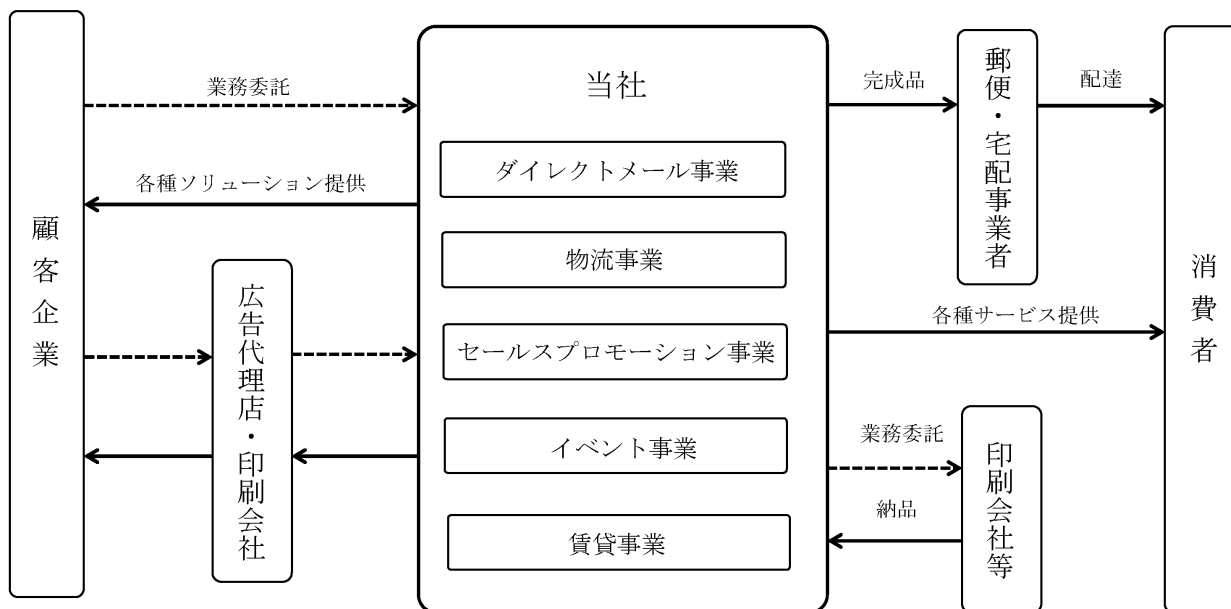 顧客企業
業務委託
各種ソリューション提供
広告代理店・印刷会社
当社
ダイレクトメール事業
物流事業
セールスプロモーション事業
イベント事業
賃貸事業
完成品
郵便・宅配事業者
配達
各種サービス提供
業務委託
納品
印刷会社等
消費者